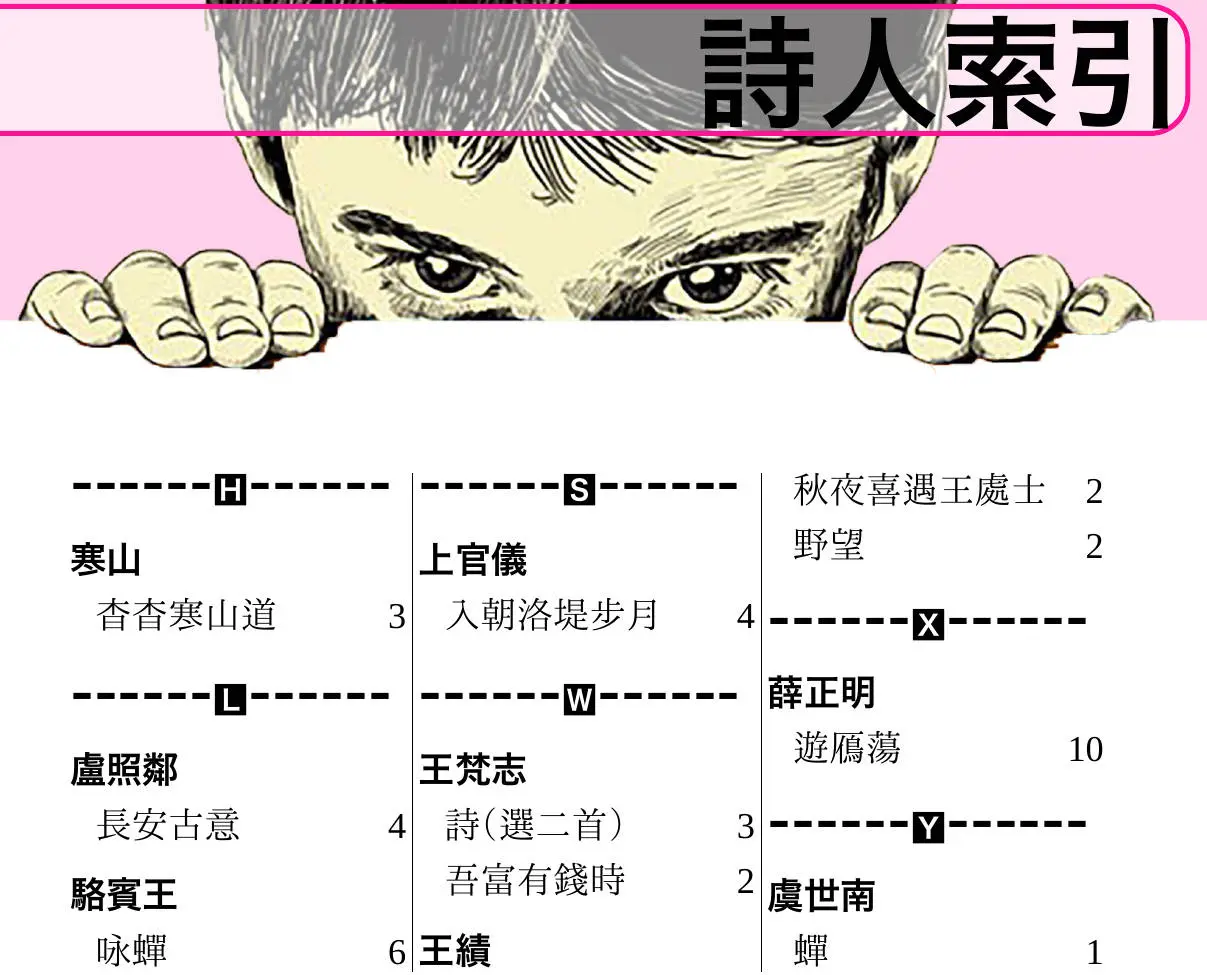 詩人索引
------H------
寒山
杳杳寒山道 3
------L------
盧照鄰
長安古意 4
駱賓王
咏蟬 6
------S------
上官儀
入朝洛堤步月 4
------W------
王梵志
詩（選二首） 3
吾富有錢時 2
王績
秋夜喜遇王處士 2
野望 2
------X------
薛正明
遊鴈蕩 10
------Y------
虞世南
蟬 1